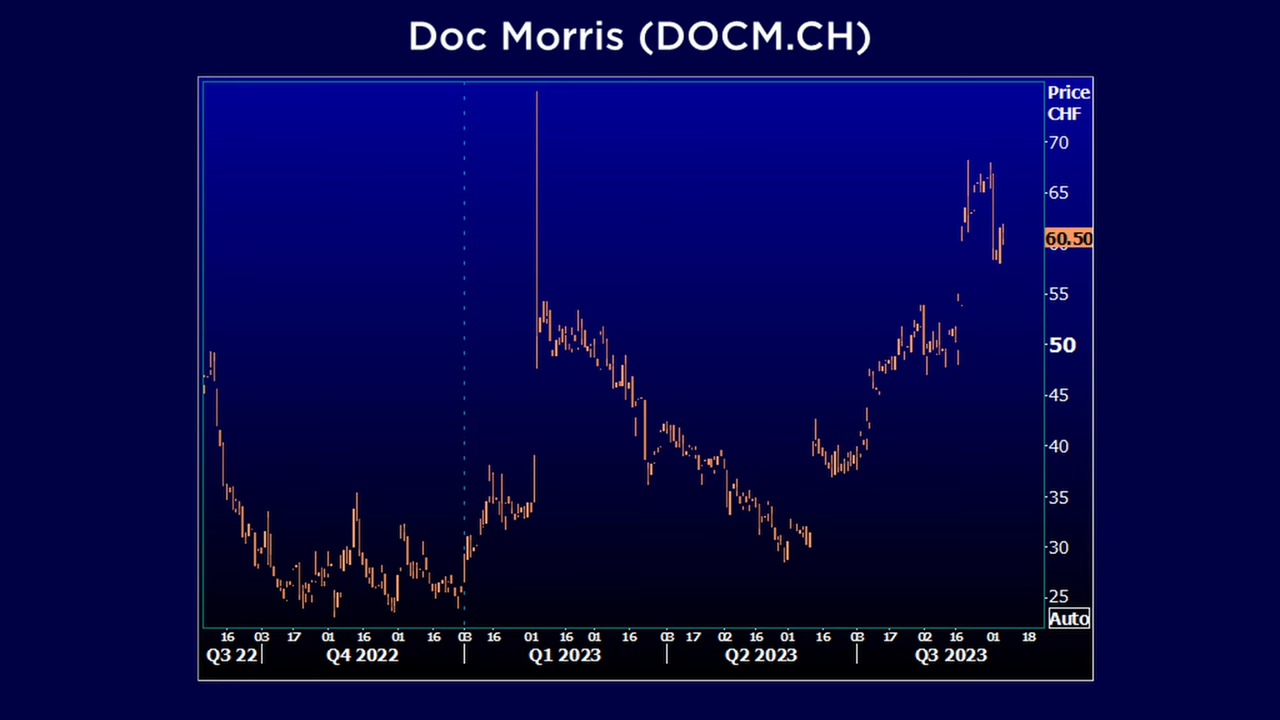 Doc Morris (DOCM.CH)
Price
CHF
70
65
60.50
55
50
45
40
35
30
25
Auto
16 03 17 01 16 01 16 03 16 01 16 01 16 03 17 02 16 01 16 03 17 02 16 01 18
Q3 22 Q4 2022 Q1 2023 Q2 2023 Q3 2023